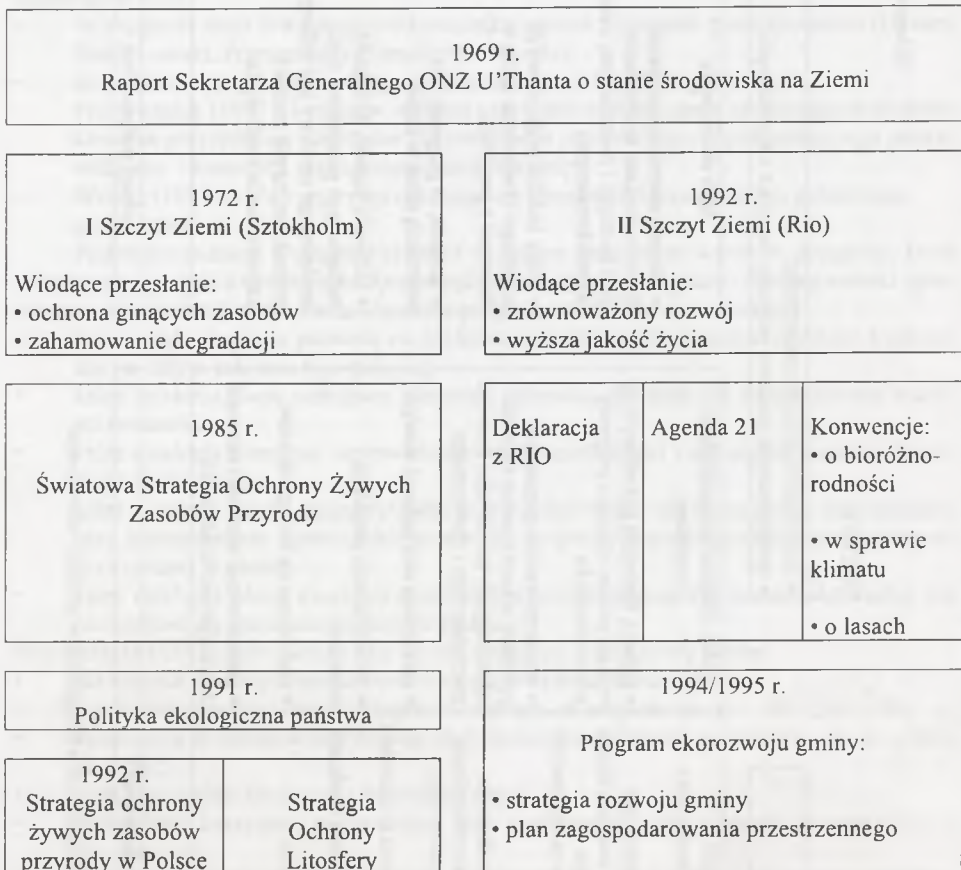 1969 r.
Raport Sekretarza Generalnego ONZ U'Thanta o stanie środowiska na Ziemi
1972 r.
I Szczyt Ziemi (Sztokholm)
Wiodące przesłanie:
• ochrona ginących zasobów
• zahamowanie degradacji
1992 r.
II Szczyt Ziemi (Rio)
Wiodące przesłanie:
• zrównoważony rozwój
• wyższa jakość życia
1985 r.
Światowa Strategia Ochrony Żywych
Zasobów Przyrody
Deklaracja
z RIO
Agenda 21
Konwencje:
• o bioróżno-
rodności
• w sprawie
klimatu
• o lasach
1991 r.
Polityka ekologiczna państwa
1992 r.
Strategia ochrony
żywych zasobów
przyrody w Polsce
Strategia
Ochrony
Litosfery
1994/1995 r.
Program ekorozwoju gminy:
• strategia rozwoju gminy
• plan zagospodarowania przestrzennego